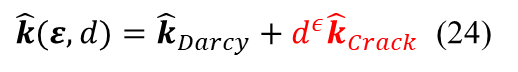 𝒌̂(𝜺, d) = 𝒌̂_Darcy + d^ϵ 𝒌̂_Crack (24)